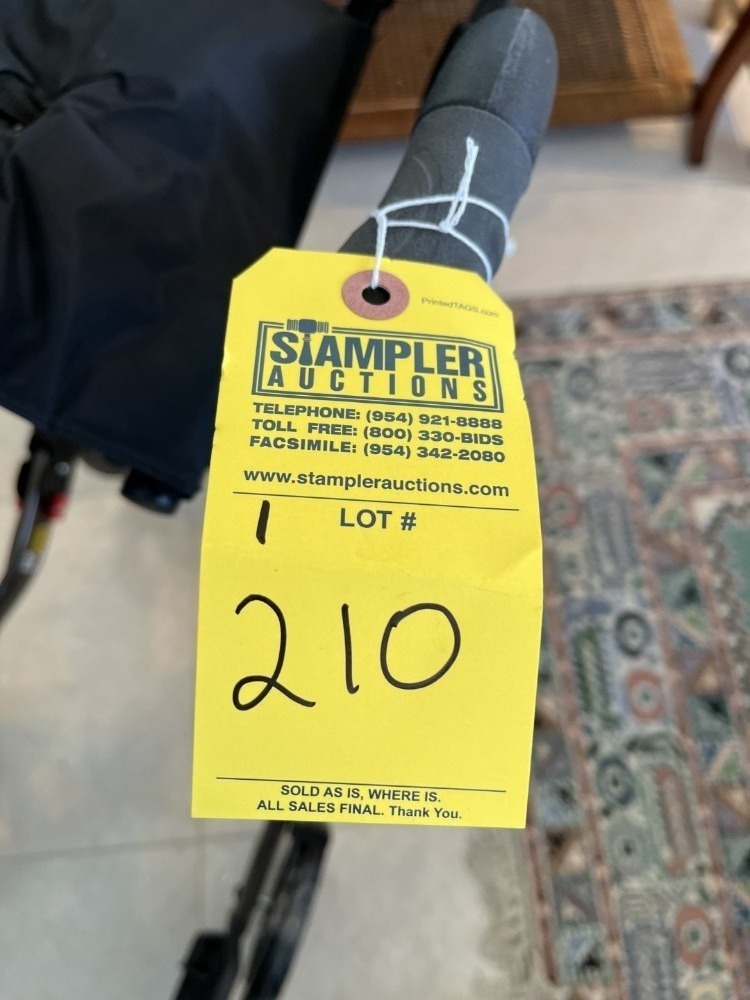 PrintedTAGS.com
STAMPLER
AUCTIONS
TELEPHONE: (954) 921-8888
TOLL FREE: (800) 330-BIDS
FACSIMILE: (954) 342-2080
www.stamplerauctions.com
1 LOT #
210
SOLD AS IS, WHERE IS.
ALL SALES FINAL. Thank You.